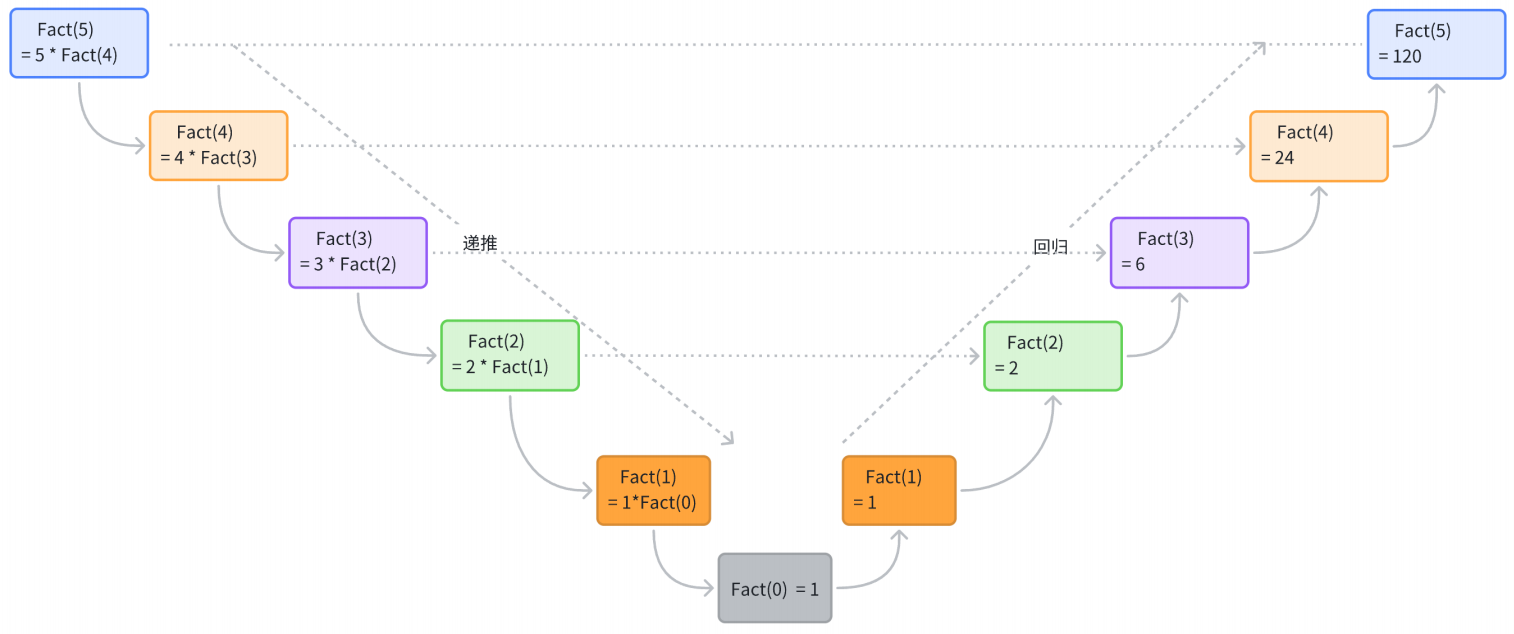 Fact(5)
= 5 * Fact(4)
Fact(5)
= 120
Fact(4)
= 4 * Fact(3)
Fact(4)
= 24
Fact(3)
= 3 * Fact(2)
递推
回归
Fact(3)
= 6
Fact(2)
= 2 * Fact(1)
Fact(2)
= 2
Fact(1)
= 1*Fact(0)
Fact(1)
= 1
Fact(0) = 1